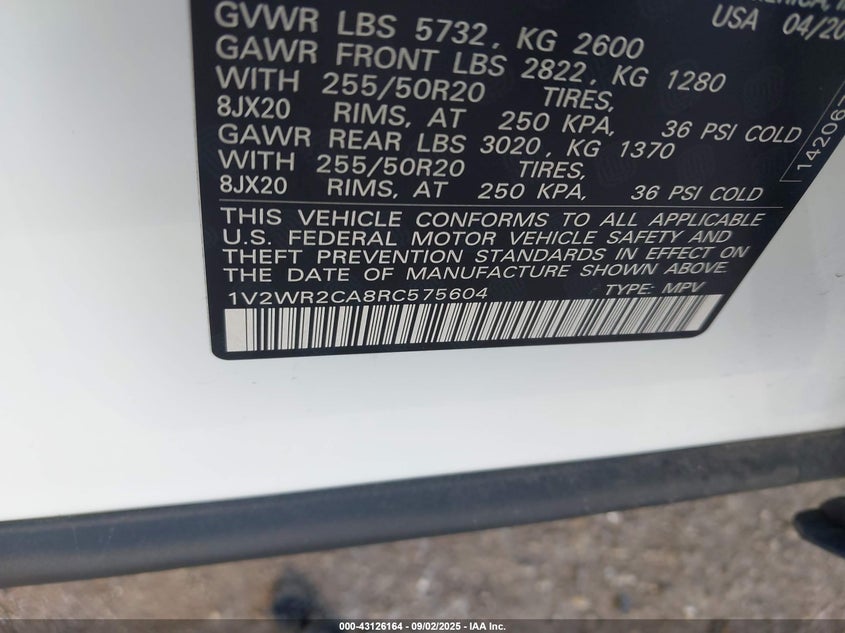 USA 04/20
GVWR LBS 5732, KG 2600
GAWR FRONT LBS 2822, KG 1280
WITH 255/50R20 TIRES,
8JX20 RIMS, AT 250 KPA, 36 PSI COLD
GAWR REAR LBS 3020, KG 1370
WITH 255/50R20 TIRES,
8JX20 RIMS, AT 250 KPA, 36 PSI COLD
THIS VEHICLE CONFORMS TO ALL APPLICABLE
U.S. FEDERAL MOTOR VEHICLE SAFETY AND
THEFT PREVENTION STANDARDS IN EFFECT ON
THE DATE OF MANUFACTURE SHOWN ABOVE.
1V2WR2CA8RC575604 TYPE: MPV
000-43126164 - 09/02/2025 - IAA Inc.